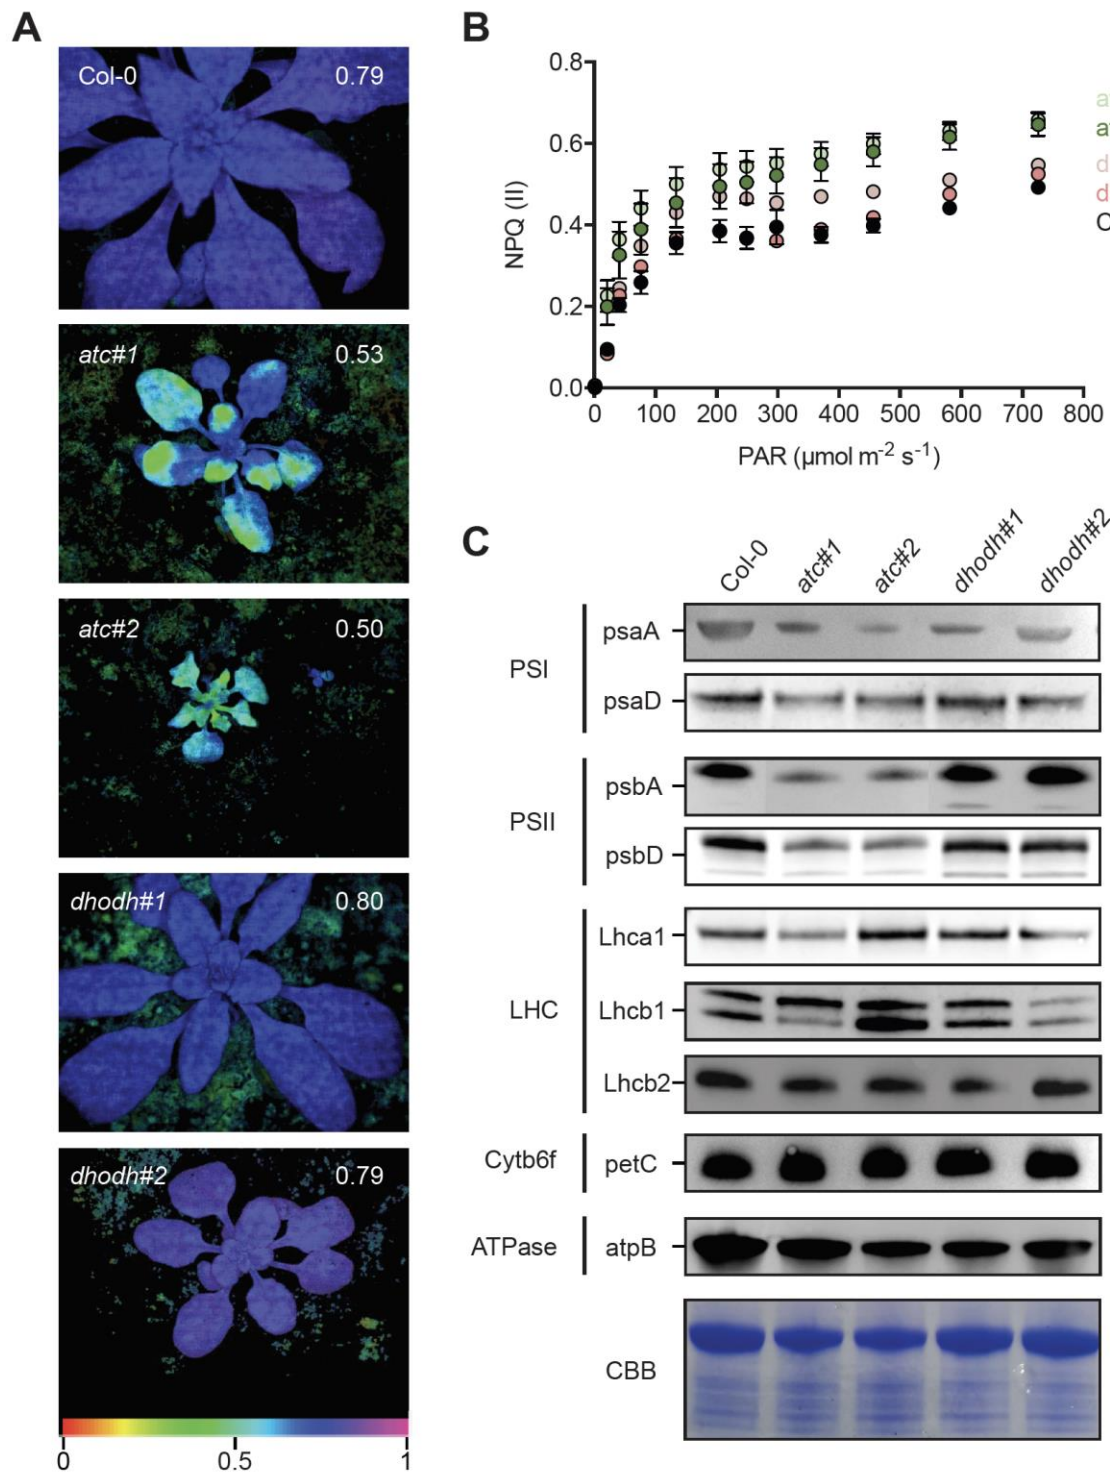 A
Col-0 0.79
atc#1 0.53
atc#2 0.50
dhodh#1 0.80
dhodh#2 0.79
0 0.5 1
B
0.8
0.6
0.4
0.2
0.0
NPQ (II)
0 100 200 300 400 500 600 700 800
PAR (µmol m-2 s-1)
C
Col-0 atc#1 atc#2 dhodh#1 dhodh#2
PSI
psaA
psaD
PSII
psbA
psbD
LHC
Lhca1
Lhcb1
Lhcb2
Cytb6f petC
ATPase atpB
CBB